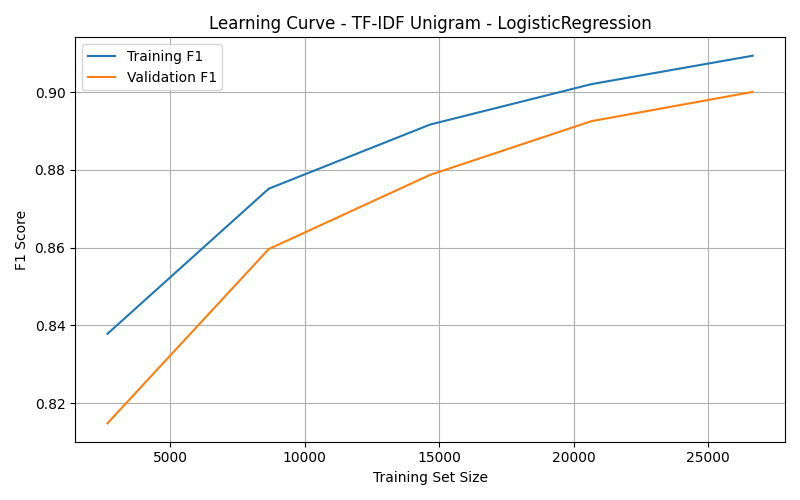 Learning Curve - TF-IDF Unigram - LogisticRegression
Training F1
Validation F1
F1 Score
0.90
0.88
0.86
0.84
0.82
5000 10000 15000 20000 25000
Training Set Size